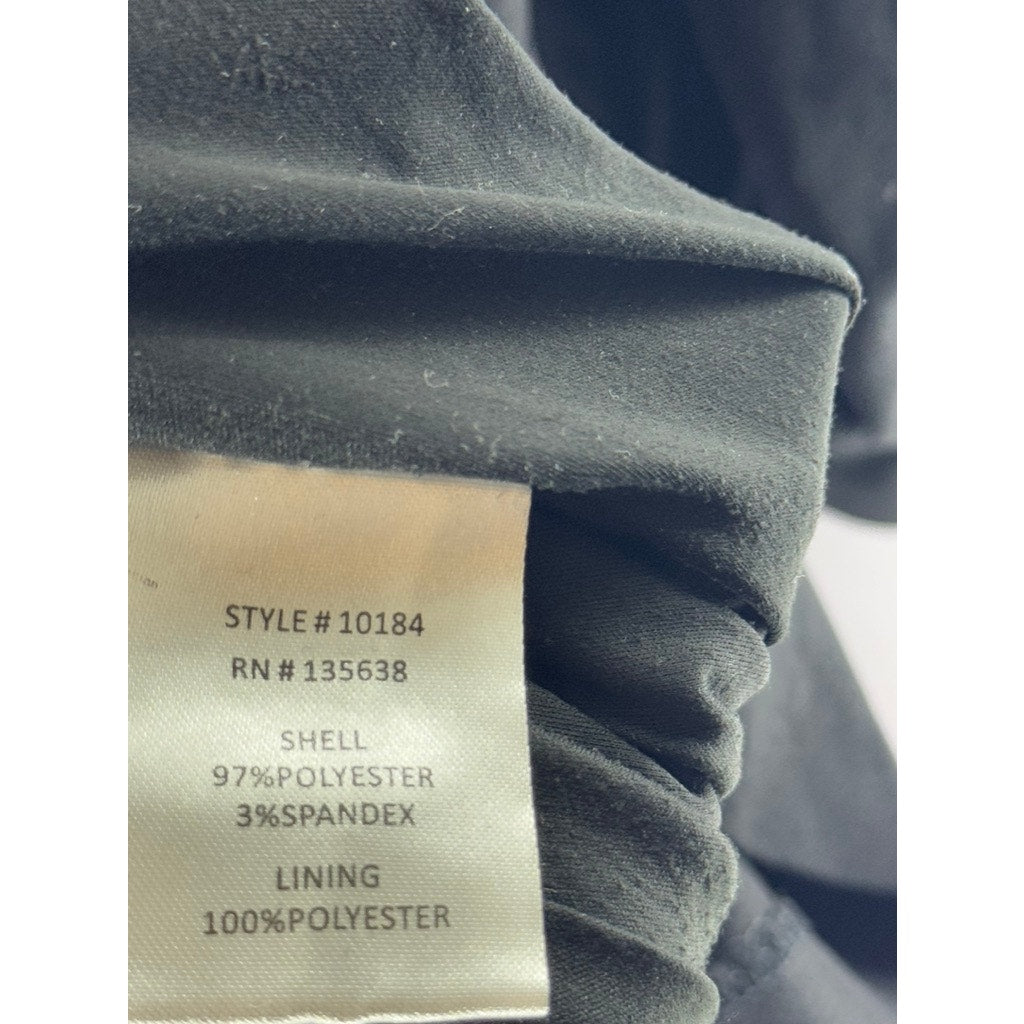 STYLE # 10184
RN # 135638
SHELL
97%POLYESTER
3%SPANDEX
LINING
100%POLYESTER